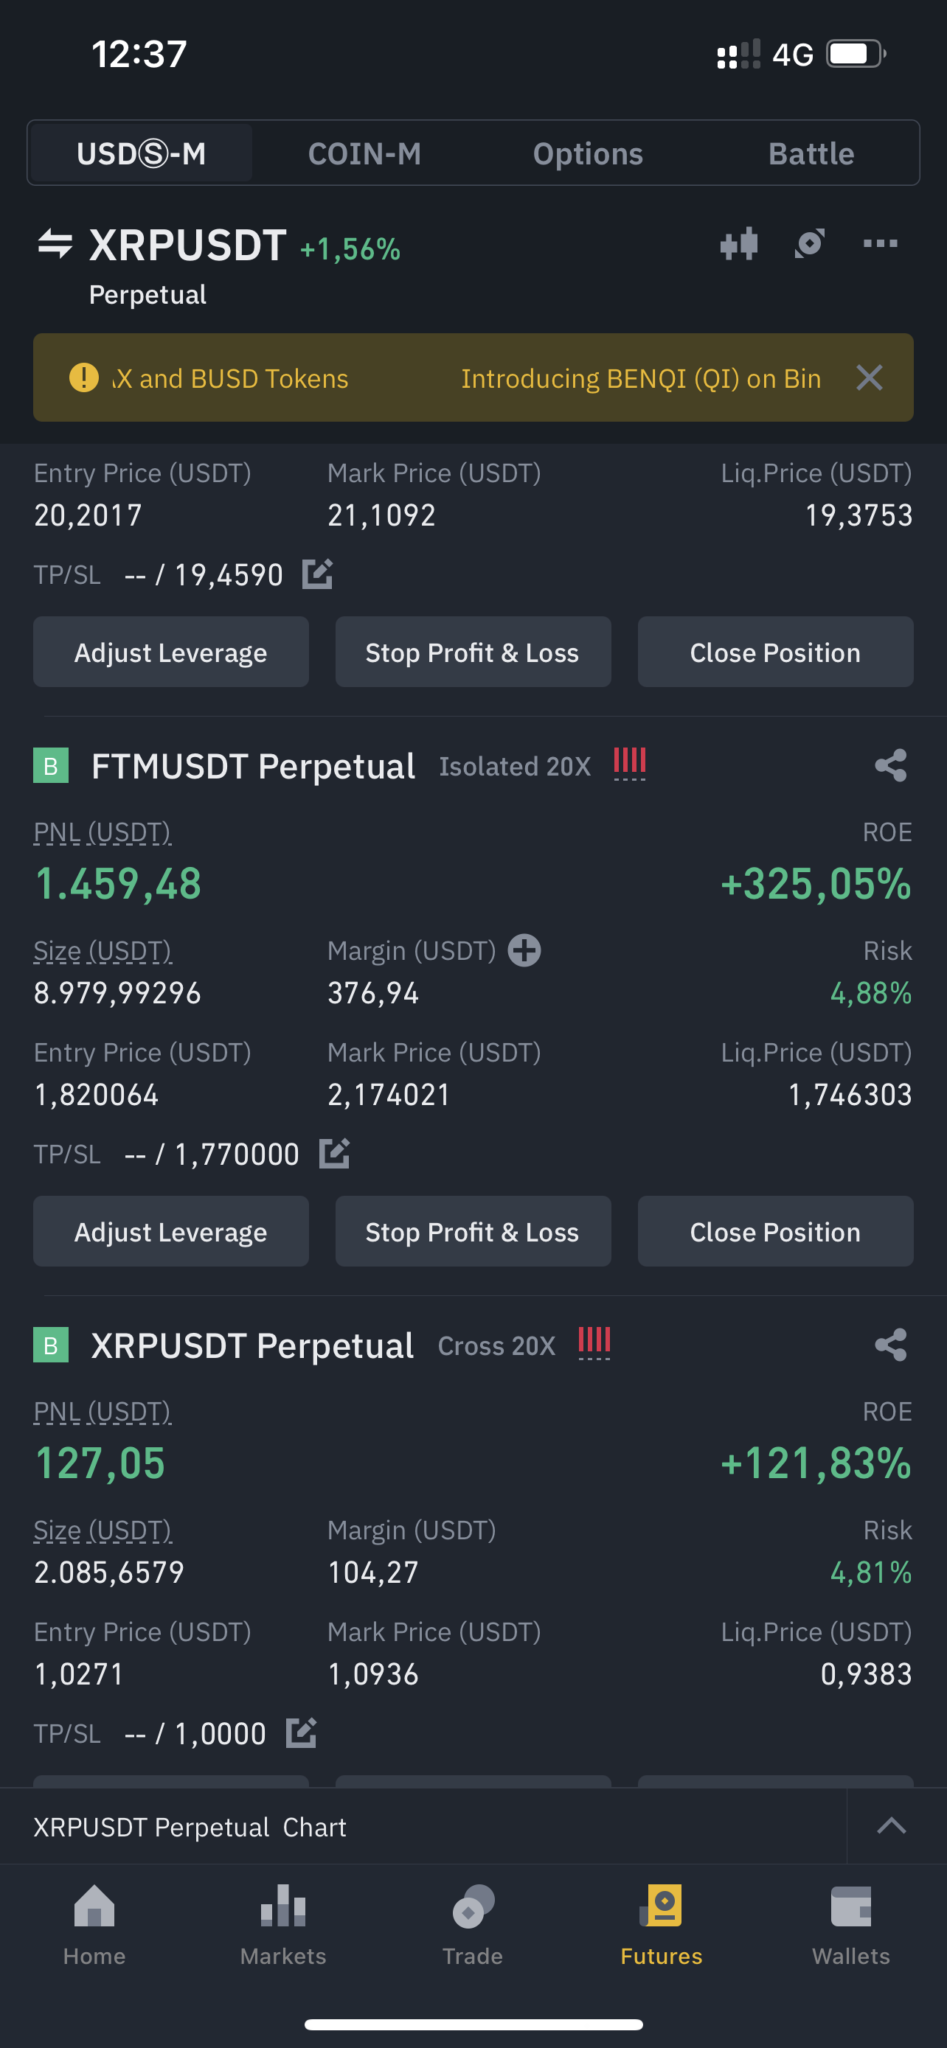 12:37
4G
USDⓈ-M COIN-M Options Battle
XRPUSDT +1,56%
Perpetual
X and BUSD Tokens Introducing BENQI (QI) on Bin
Entry Price (USDT) Mark Price (USDT) Liq.Price (USDT)
20,2017 21,1092 19,3753
TP/SL -- / 19,4590
Adjust Leverage Stop Profit & Loss Close Position
B FTMUSDT Perpetual Isolated 20X
PNL (USDT) ROE
1.459,48 +325,05%
Size (USDT) Margin (USDT) Risk
8.979,99296 376,94 4,88%
Entry Price (USDT) Mark Price (USDT) Liq.Price (USDT)
1,820064 2,174021 1,746303
TP/SL -- / 1,770000
Adjust Leverage Stop Profit & Loss Close Position
B XRPUSDT Perpetual Cross 20X
PNL (USDT) ROE
127,05 +121,83%
Size (USDT) Margin (USDT) Risk
2.085,6579 104,27 4,81%
Entry Price (USDT) Mark Price (USDT) Liq.Price (USDT)
1,0271 1,0936 0,9383
TP/SL -- / 1,0000
XRPUSDT Perpetual Chart
Home Markets Trade Futures Wallets